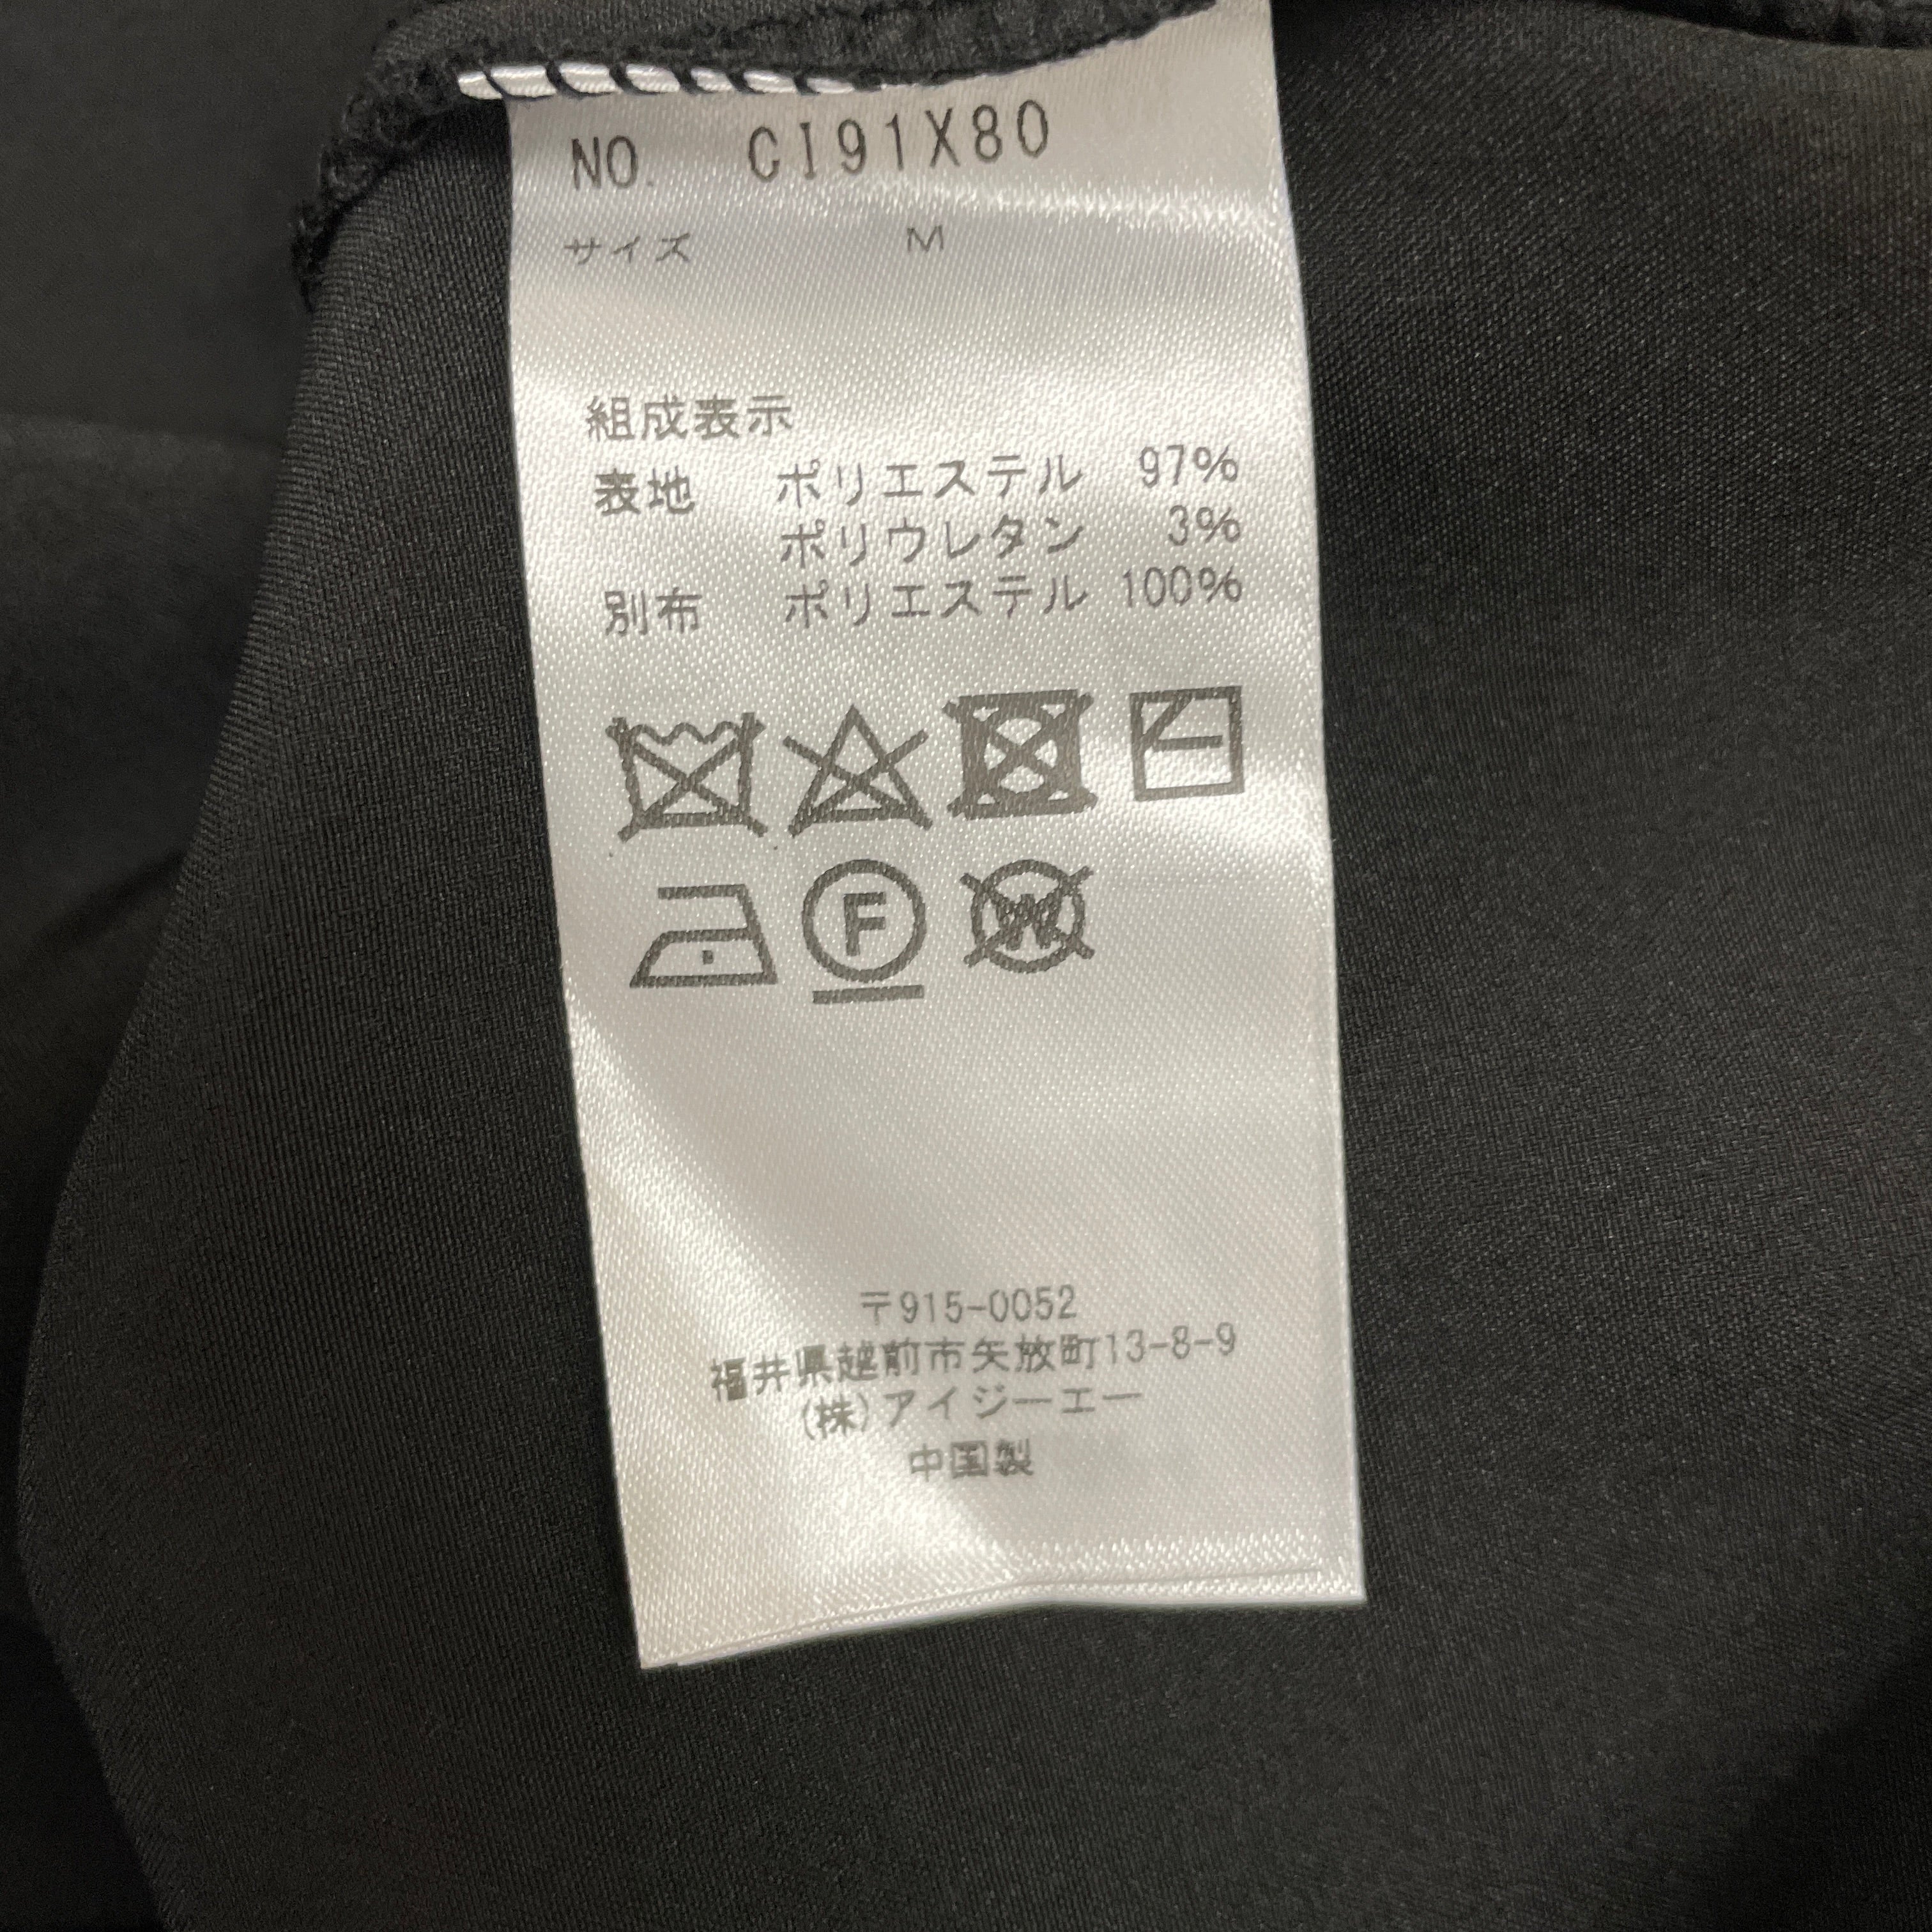 NO. CI91X80
サイズ M
組成表示
表地 ポリエステル 97%
ポリウレタン 3%
別布 ポリエステル 100%
F W
〒915-0052
福井県越前市矢放町13-8-9
(株)アイジーエー
中国製